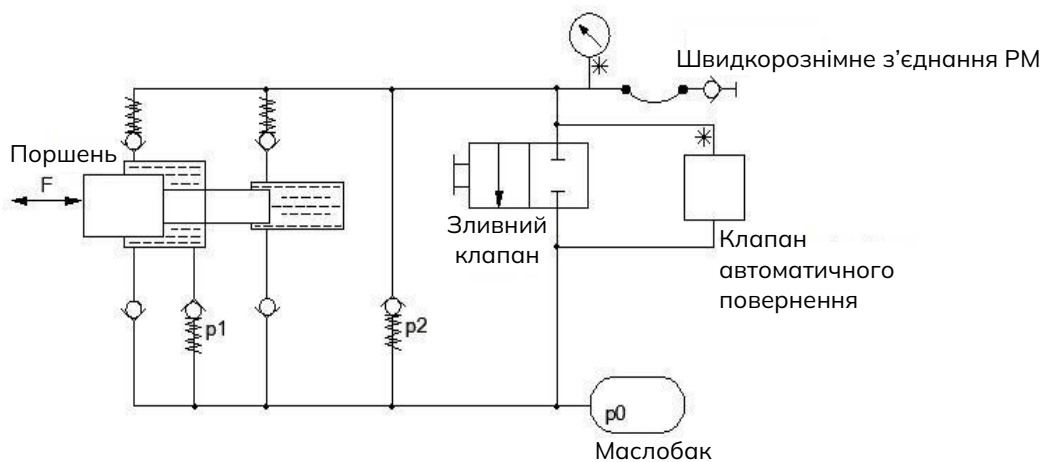 Швидкорознімне з’єднання РМ
Поршень
F
Зливний
клапан
Клапан
автоматичного
повернення
p1
p2
p0
Маслобак